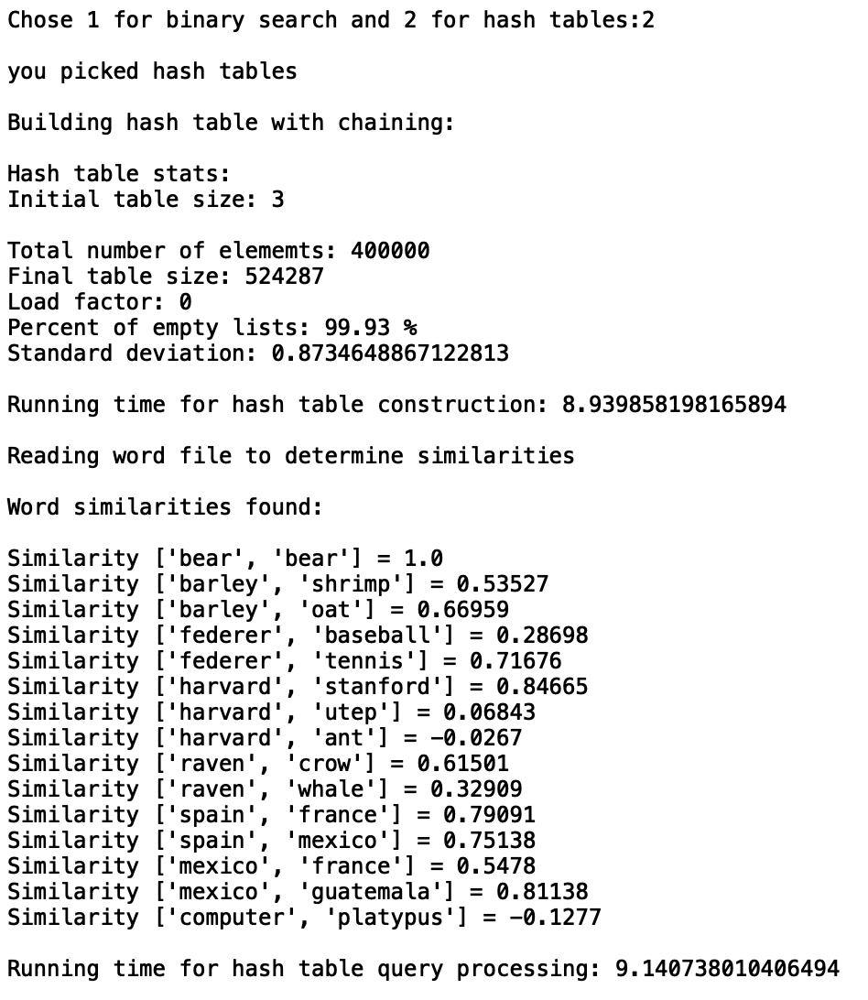 Chose 1 for binary search and 2 for hash tables:2
you picked hash tables
Building hash table with chaining:
Hash table stats:
Initial table size: 3
Total number of elememts: 400000
Final table size: 524287
Load factor: 0
Percent of empty lists: 99.93 %
Standard deviation: 0.8734648867122813
Running time for hash table construction: 8.939858198165894
Reading word file to determine similarities
Word similarities found:
Similarity ['bear', 'bear'] = 1.0
Similarity ['barley', 'shrimp'] = 0.53527
Similarity ['barley', 'oat'] = 0.66959
Similarity ['federer', 'baseball'] = 0.28698
Similarity ['federer', 'tennis'] = 0.71676
Similarity ['harvard', 'stanford'] = 0.84665
Similarity ['harvard', 'utep'] = 0.06843
Similarity ['harvard', 'ant'] = -0.0267
Similarity ['raven', 'crow'] = 0.61501
Similarity ['raven', 'whale'] = 0.32909
Similarity ['spain', 'france'] = 0.79091
Similarity ['spain', 'mexico'] = 0.75138
Similarity ['mexico', 'france'] = 0.5478
Similarity ['mexico', 'guatemala'] = 0.81138
Similarity ['computer', 'platypus'] = -0.1277
Running time for hash table query processing: 9.140738010406494